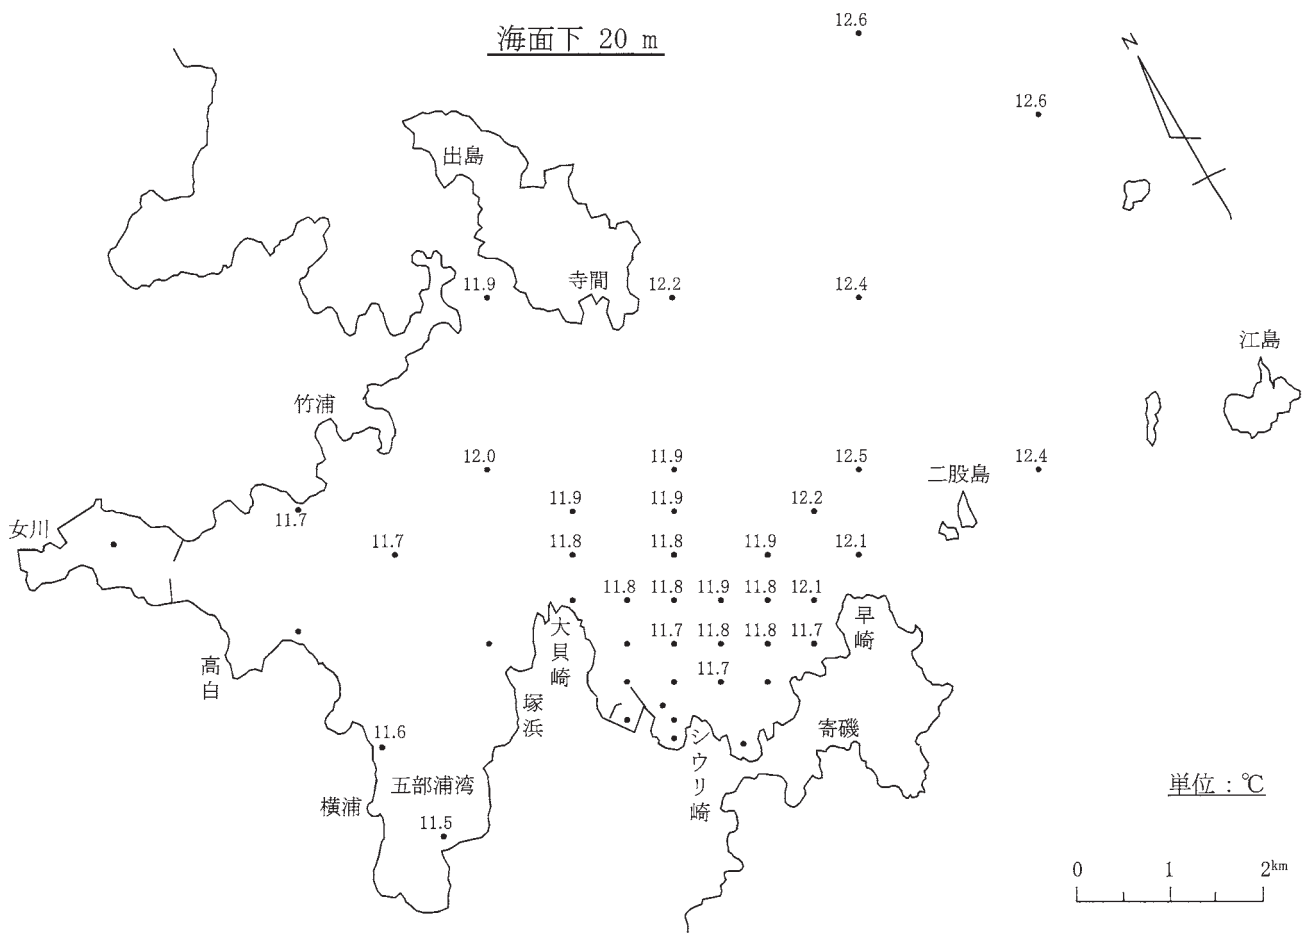 海面下 20 m
12.6
N
12.6
出島
寺間
11.9
12.2
12.4
江島
竹浦
12.0
11.9
12.5
二股島
12.4
11.9
11.9
12.2
女川
11.7
11.7
11.8
11.8
11.9
12.1
11.8
11.8
11.9
11.8
12.1
大貝崎
早崎
11.7
11.8
11.8
11.7
高白
11.7
塚浜
寄磯
シウリ崎
11.6
五部浦湾
横浦
11.5
単位：℃
0 1 2km